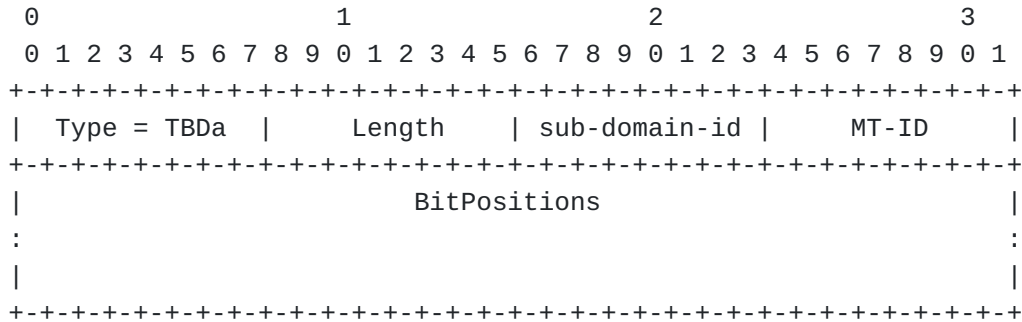 0                   1                   2                   3
 0 1 2 3 4 5 6 7 8 9 0 1 2 3 4 5 6 7 8 9 0 1 2 3 4 5 6 7 8 9 0 1
+-+-+-+-+-+-+-+-+-+-+-+-+-+-+-+-+-+-+-+-+-+-+-+-+-+-+-+-+-+-+-+-+
|  Type = TBDa  |     Length    | sub-domain-id |     MT-ID     |
+-+-+-+-+-+-+-+-+-+-+-+-+-+-+-+-+-+-+-+-+-+-+-+-+-+-+-+-+-+-+-+-+
|                         BitPositions                          |
:                                                               :
|                                                               |
+-+-+-+-+-+-+-+-+-+-+-+-+-+-+-+-+-+-+-+-+-+-+-+-+-+-+-+-+-+-+-+-+